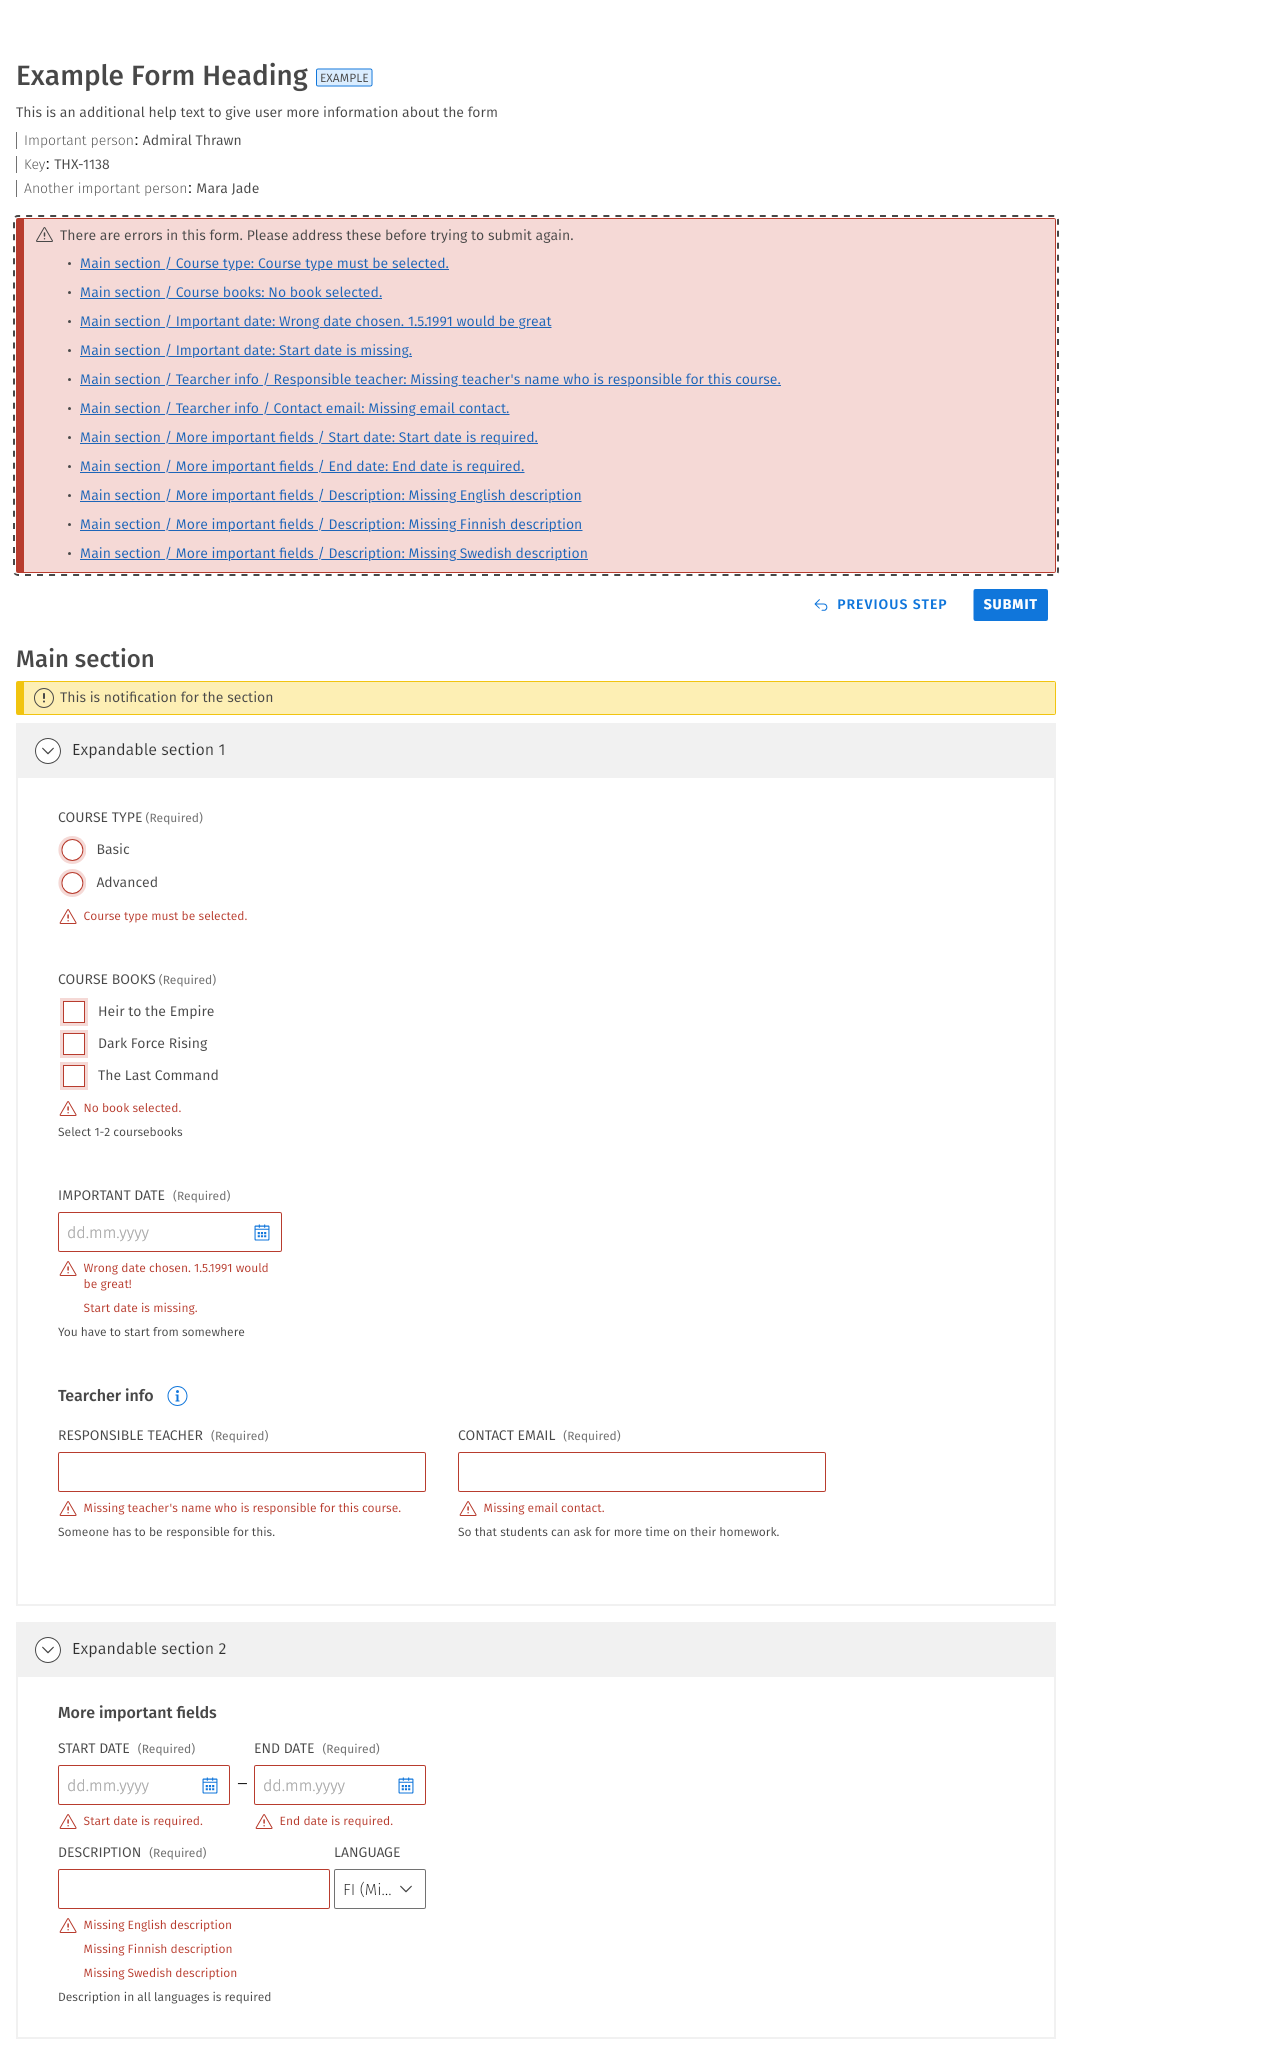 Example Form Heading EXAMPLE
This is an additional help text to give user more information about the form
Important person: Admiral Thrawn
Key: THX-1138
Another important person: Mara Jade
There are errors in this form. Please address these before trying to submit again.
• Main section / Course type: Course type must be selected.
• Main section / Course books: No book selected.
• Main section / Important date: Wrong date chosen. 1.5.1991 would be great
• Main section / Important date: Start date is missing.
• Main section / Tearcher info / Responsible teacher: Missing teacher's name who is responsible for this course.
• Main section / Tearcher info / Contact email: Missing email contact.
• Main section / More important fields / Start date: Start date is required.
• Main section / More important fields / End date: End date is required.
• Main section / More important fields / Description: Missing English description
• Main section / More important fields / Description: Missing Finnish description
• Main section / More important fields / Description: Missing Swedish description
PREVIOUS STEP SUBMIT
Main section
This is notification for the section
Expandable section 1
COURSE TYPE (Required)
Basic
Advanced
Course type must be selected.
COURSE BOOKS (Required)
Heir to the Empire
Dark Force Rising
The Last Command
No book selected.
Select 1-2 coursebooks
IMPORTANT DATE (Required)
dd.mm.yyyy
Wrong date chosen. 1.5.1991 would
be great!
Start date is missing.
You have to start from somewhere
Tearcher info
RESPONSIBLE TEACHER (Required) CONTACT EMAIL (Required)
Missing teacher's name who is responsible for this course. Missing email contact.
Someone has to be responsible for this. So that students can ask for more time on their homework.
Expandable section 2
More important fields
START DATE (Required) END DATE (Required)
dd.mm.yyyy – dd.mm.yyyy
Start date is required. End date is required.
DESCRIPTION (Required) LANGUAGE
FI (Mi...
Missing English description
Missing Finnish description
Missing Swedish description
Description in all languages is required